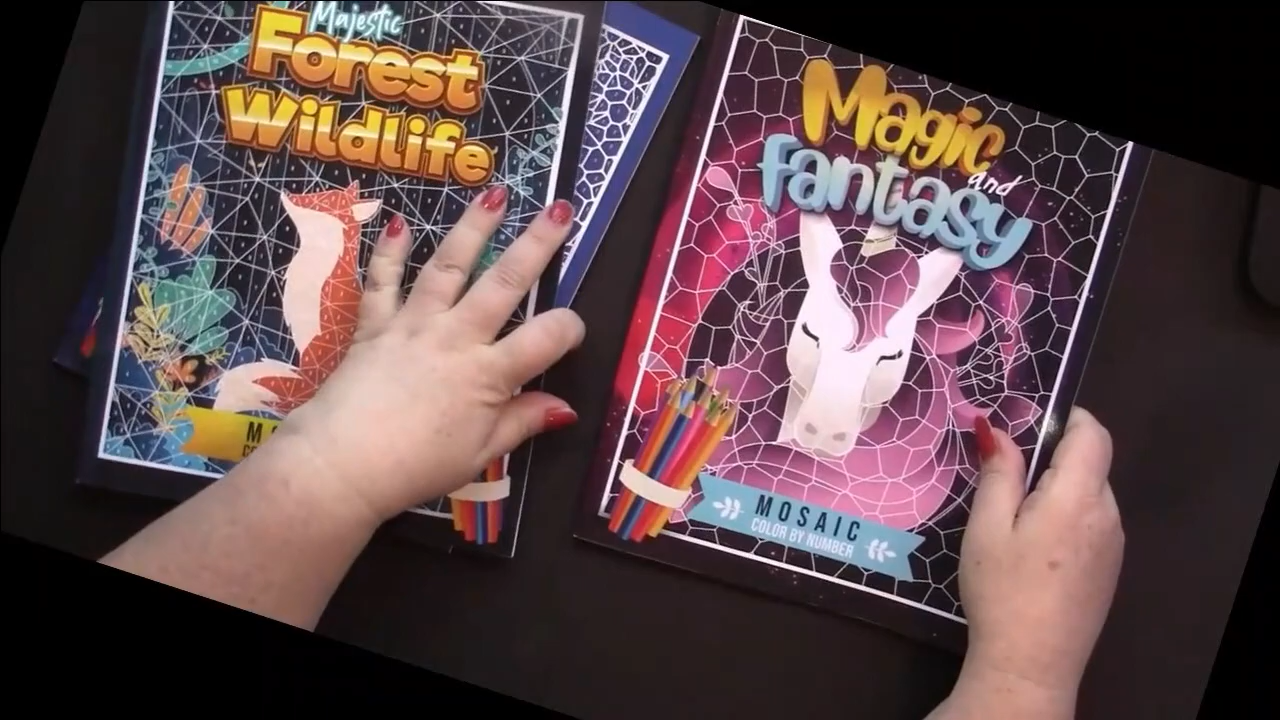 Majestic
Forest
Wildlife
Magic
and
fantasy
MOSAIC
COLOR BY NUMBER